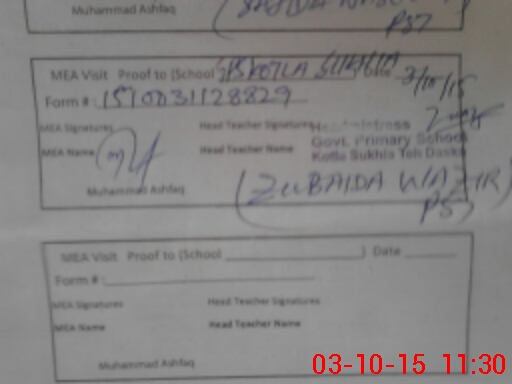 Muhammad Ashfaq
PST
MEA Visit Proof to (School GPS KOTLA SUKHIA Date 3/10/15
Form #: 1510031128829
MEA Signatures Head Teacher Signatures Headmistress
Govt. Primary School
MEA Name Head Teacher Name Kotla Sukhia Teh Daska
Muhammad Ashfaq (ZUBAIDA WAZIR)
PST
MEA Visit Proof to (School ) Date
Form #:
MEA Signatures Head Teacher Signatures
MEA Name Head Teacher Name
Muhammad Ashfaq
03-10-15 11:30